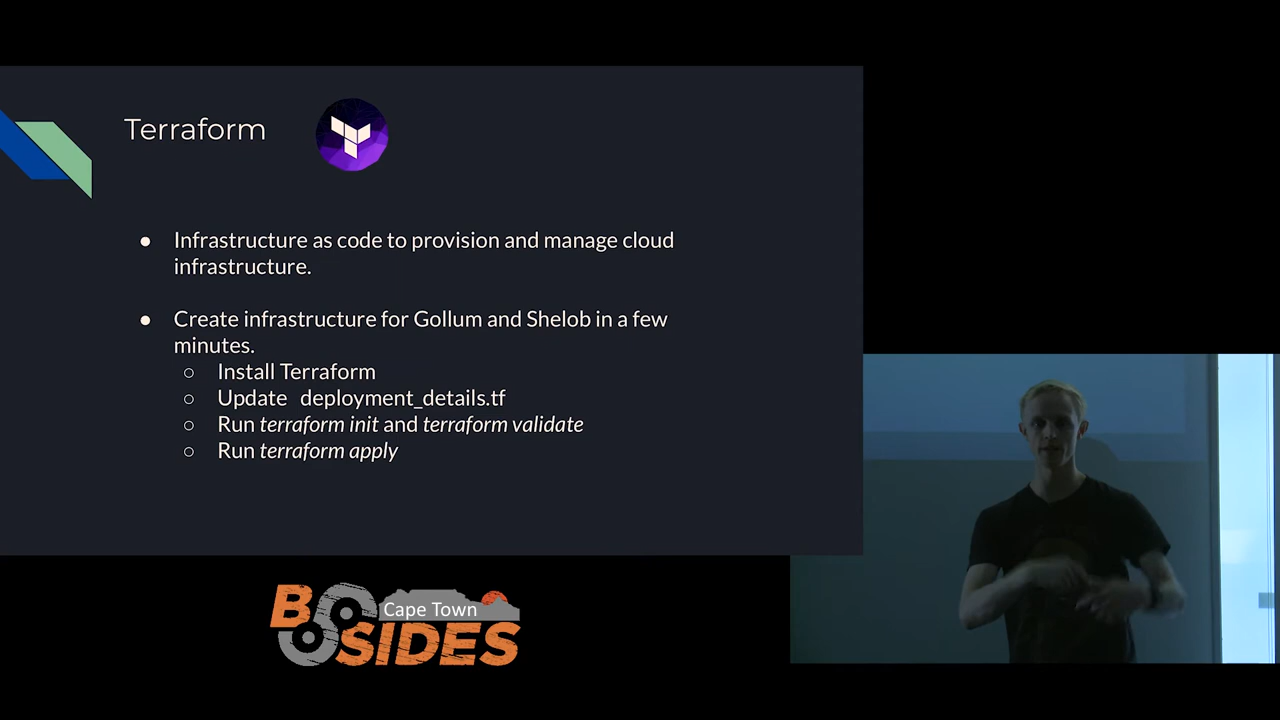 Terraform
● Infrastructure as code to provision and manage cloud
infrastructure.
● Create infrastructure for Gollum and Shelob in a few
minutes.
○ Install Terraform
○ Update deployment_details.tf
○ Run terraform init and terraform validate
○ Run terraform apply
B Cape Town
SIDES